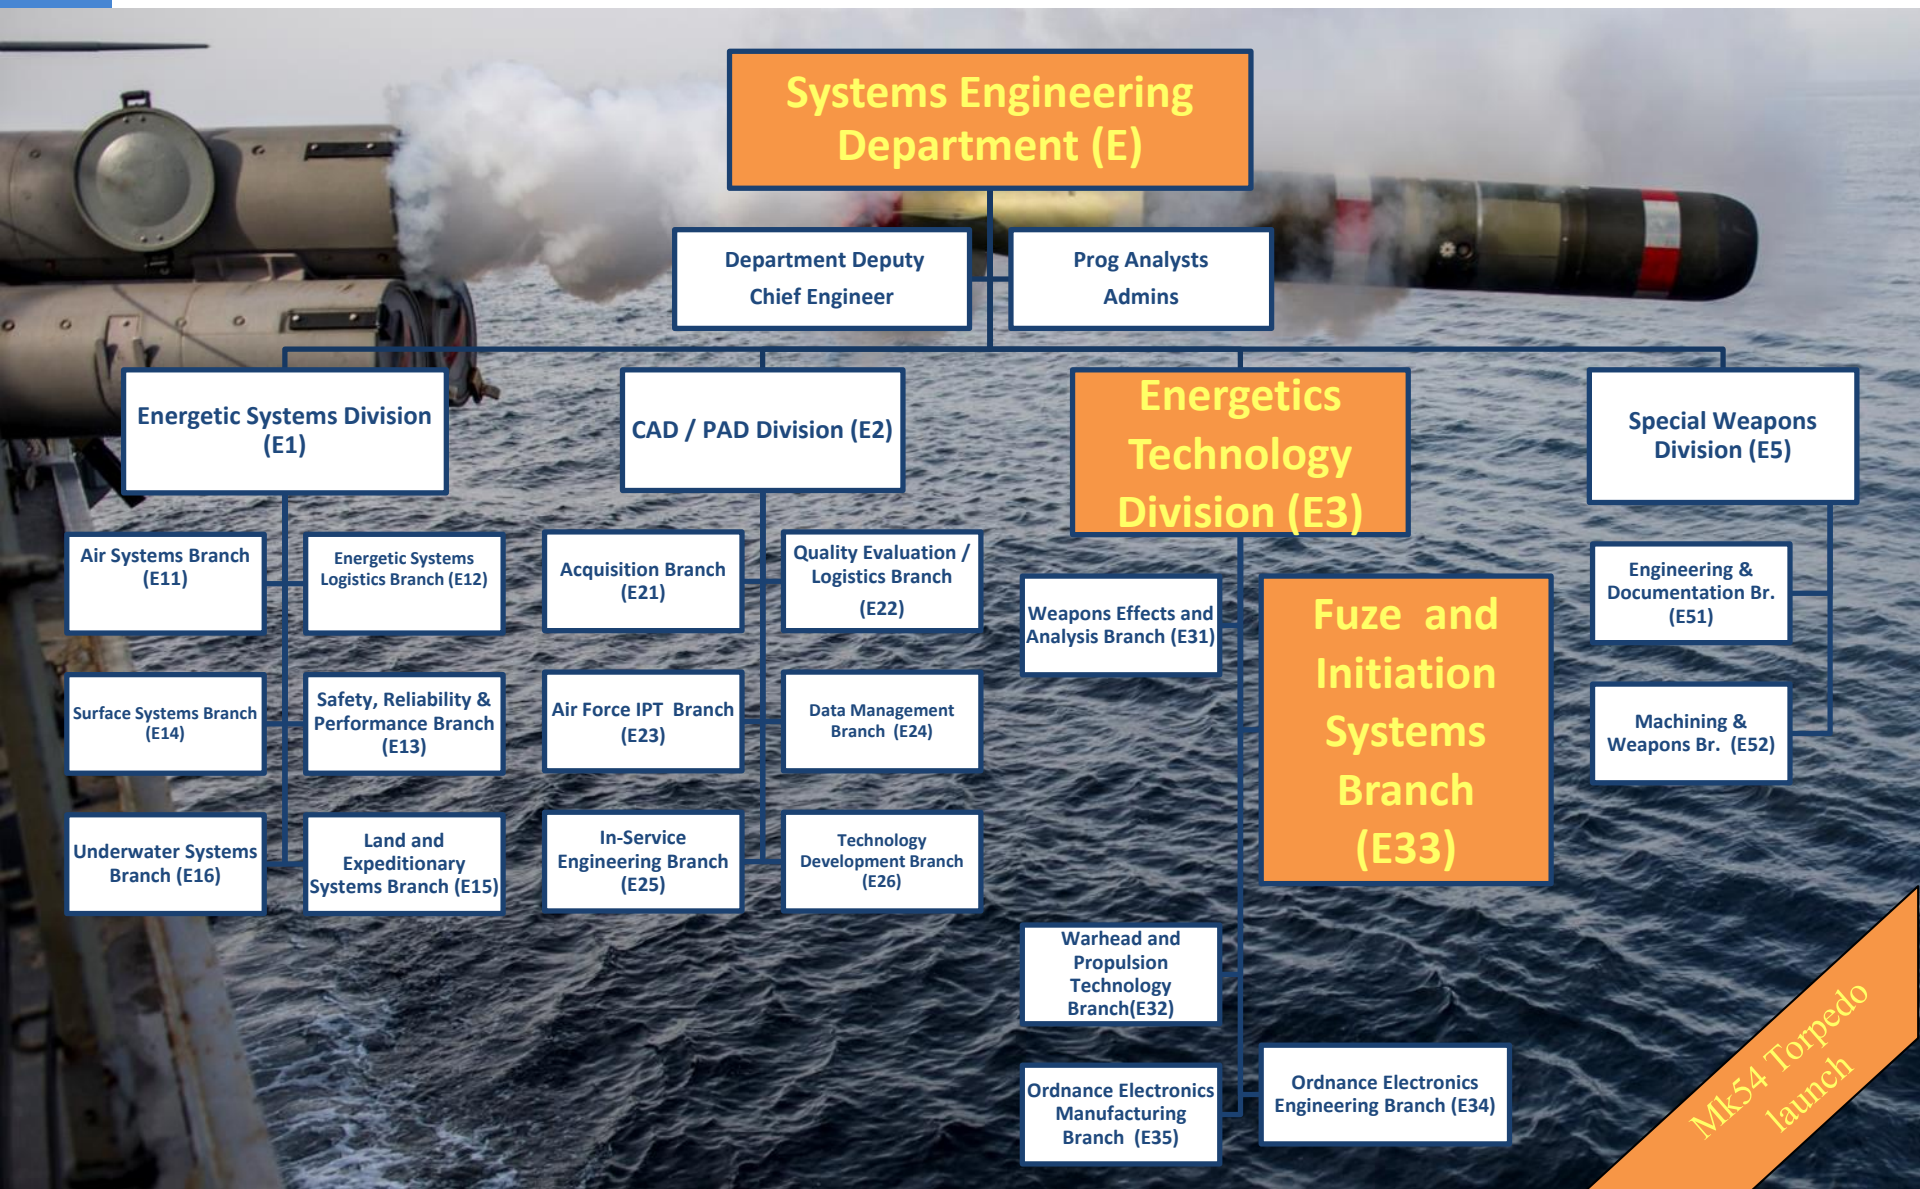 Systems Engineering
Department (E)
Department Deputy
Chief Engineer
Prog Analysts
Admins
Energetic Systems Division
(E1)
CAD / PAD Division (E2)
Energetics
Technology
Division (E3)
Special Weapons
Division (E5)
Air Systems Branch
(E11)
Energetic Systems
Logistics Branch (E12)
Surface Systems Branch
(E14)
Safety, Reliability &
Performance Branch
(E13)
Underwater Systems
Branch (E16)
Land and
Expeditionary
Systems Branch (E15)
Acquisition Branch
(E21)
Quality Evaluation /
Logistics Branch
(E22)
Air Force IPT Branch
(E23)
Data Management
Branch (E24)
In-Service
Engineering Branch
(E25)
Technology
Development Branch
(E26)
Weapons Effects and
Analysis Branch (E31)
Fuze and
Initiation
Systems
Branch
(E33)
Warhead and
Propulsion
Technology
Branch(E32)
Ordnance Electronics
Manufacturing
Branch (E35)
Ordnance Electronics
Engineering Branch (E34)
Engineering &
Documentation Br.
(E51)
Machining &
Weapons Br. (E52)
Mk54 Torpedo
launch